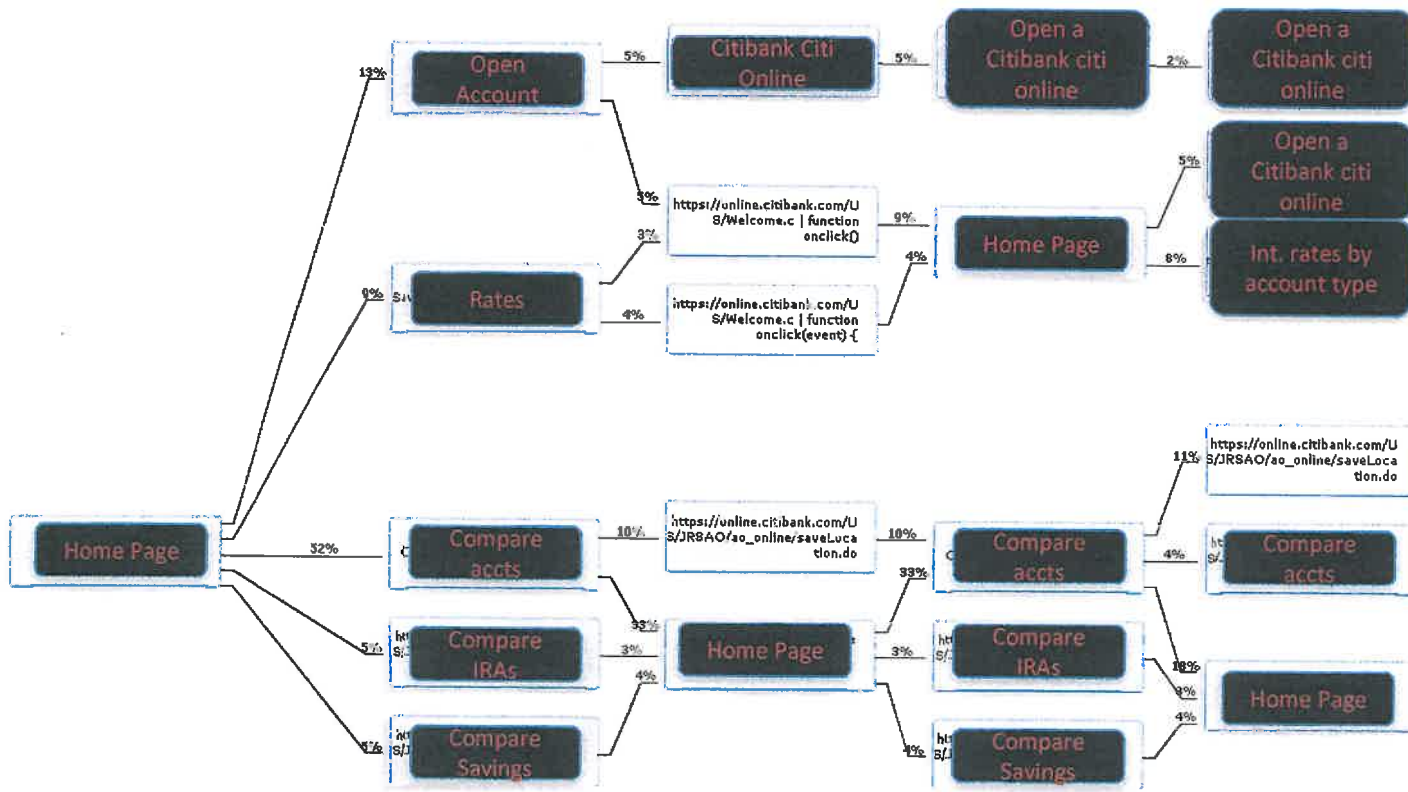 Open
Account
13%
5%
Citibank Citi
Online
5%
Open a
Citibank citi
online
2%
Open a
Citibank citi
online
5%
https://online.citibank.com/U
S/Welcome.c | function
onclick()
9%
Home Page
5%
Open a
Citibank citi
online
8%
Int. rates by
account type
Rates
3%
4%
https://online.citibank.com/U
S/Welcome.c | function
onclick(event) {
4%
Home Page
52%
Compare
accts
10%
https://online.citibank.com/U
S/JRSAO/ao_online/saveLoca
tion.do
10%
Compare
accts
11%
https://online.citibank.com/U
S/JRSAO/ao_online/saveLoca
tion.do
4%
Compare
accts
33%
Home Page
33%
18%
Home Page
5%
Compare
IRAs
3%
3%
Compare
IRAs
3%
5%
Compare
Savings
4%
4%
Compare
Savings
4%